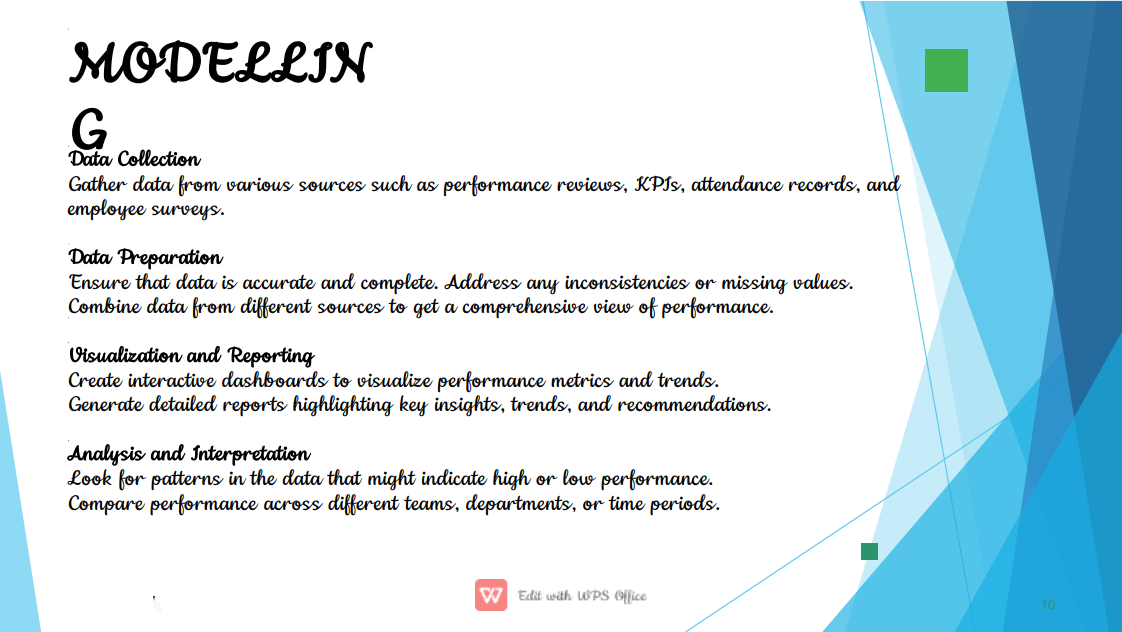 MODELLIN
G
Data Collection
Gather data from various sources such as performance reviews, KPIs, attendance records, and
employee surveys.
Data Preparation
Ensure that data is accurate and complete. Address any inconsistencies or missing values.
Combine data from different sources to get a comprehensive view of performance.
Visualization and Reporting
Create interactive dashboards to visualize performance metrics and trends.
Generate detailed reports highlighting key insights, trends, and recommendations.
Analysis and Interpretation
Look for patterns in the data that might indicate high or low performance.
Compare performance across different teams, departments, or time periods.
Edit with WPS Office
10